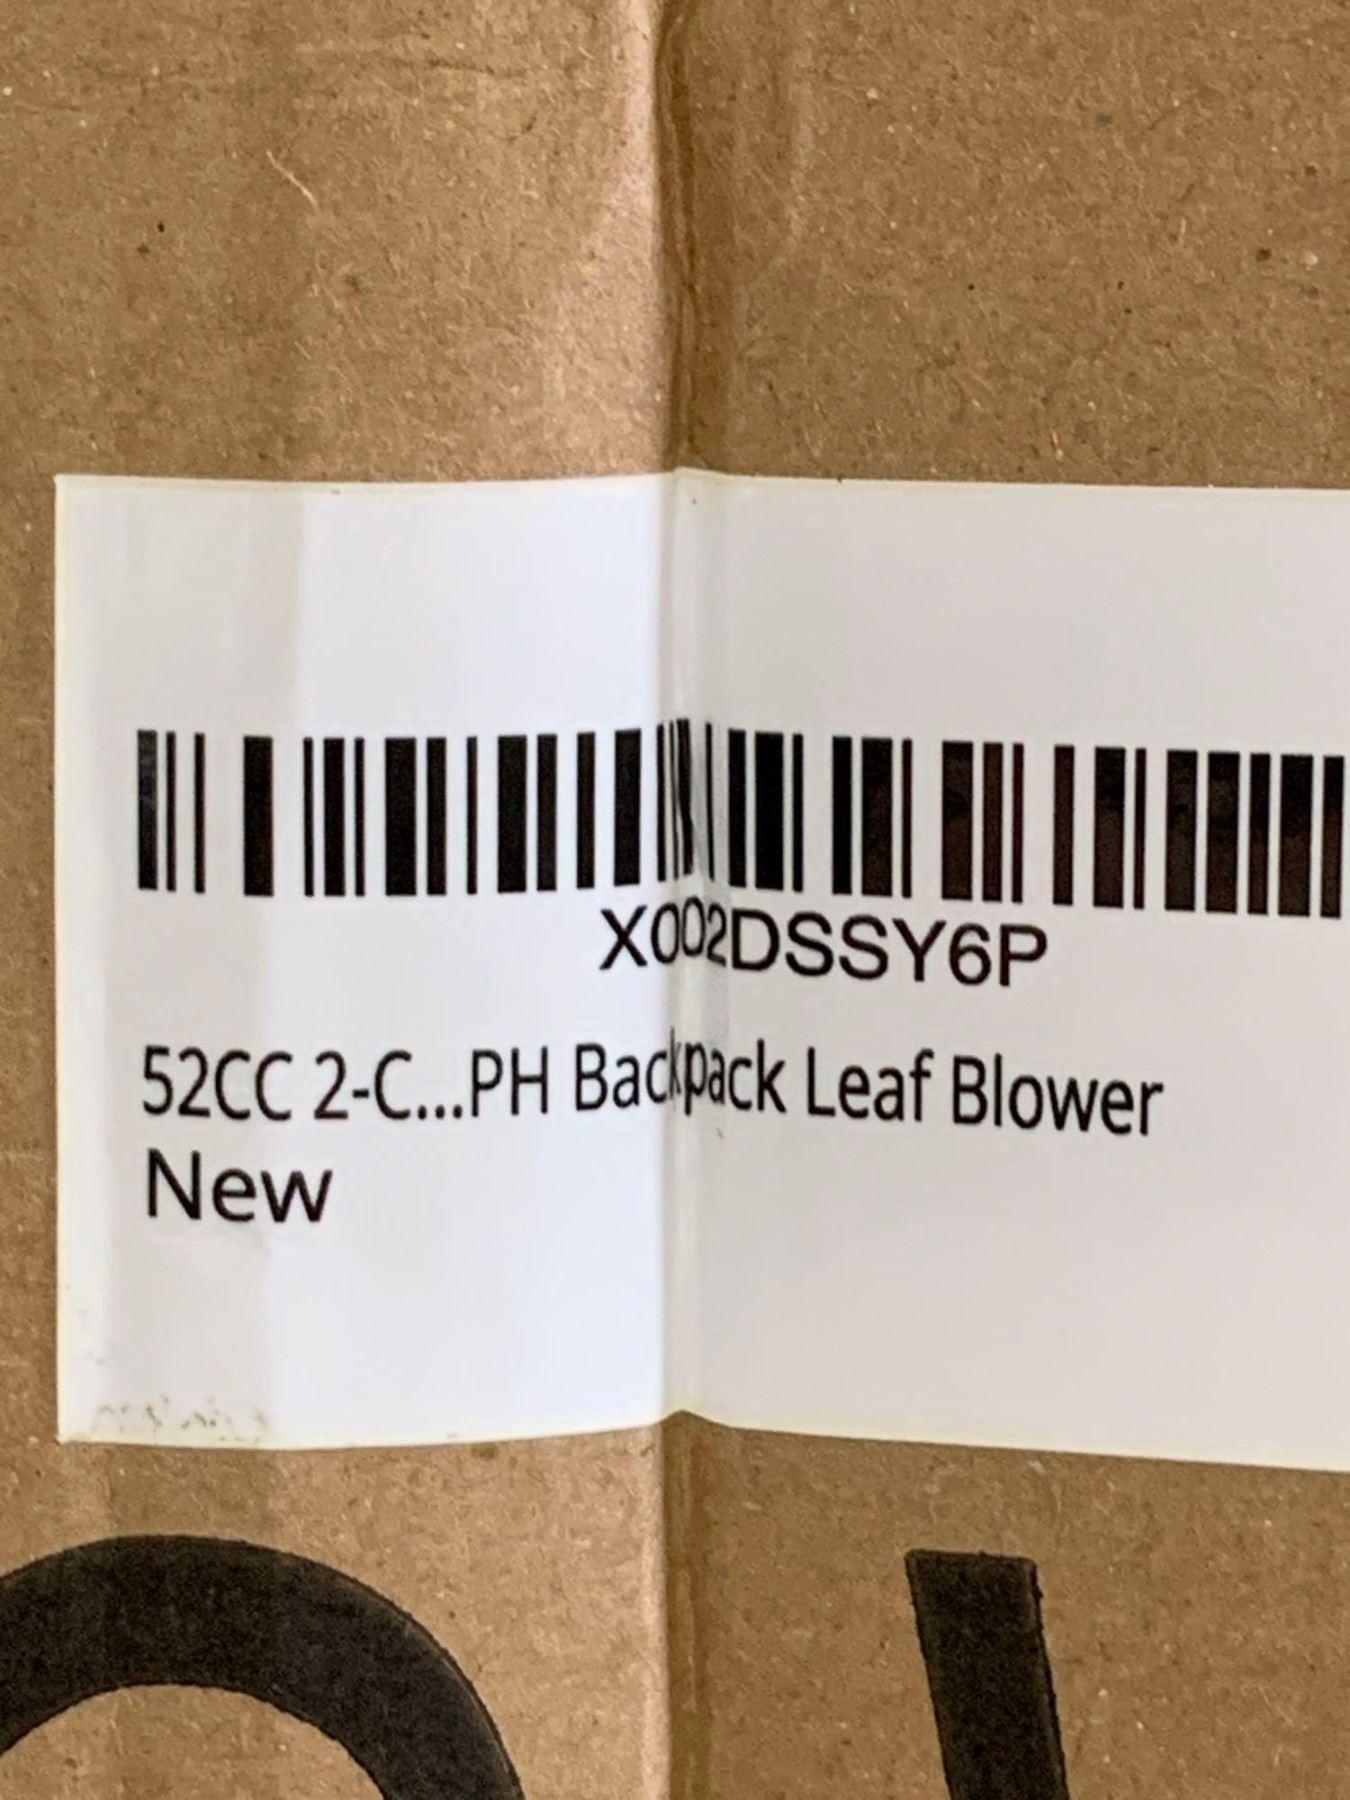 X002DSSY6P
52CC 2-C...PH Backpack Leaf Blower
New